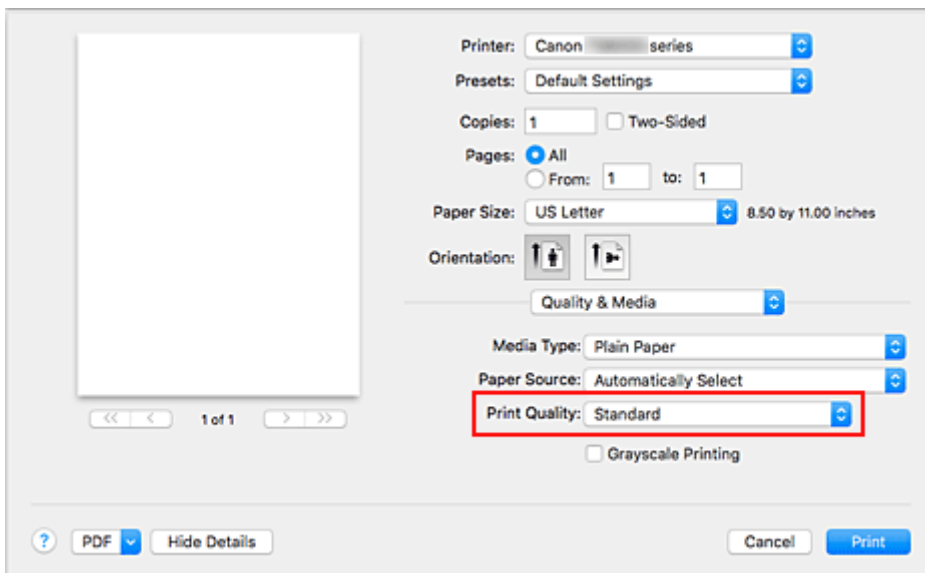 Printer: Canon series
Presets: Default Settings
Copies: 1 Two-Sided
Pages: All
From: 1 to: 1
Paper Size: US Letter 8.50 by 11.00 inches
Orientation:
Quality & Media
Media Type: Plain Paper
Paper Source: Automatically Select
Print Quality: Standard
Grayscale Printing
1 of 1
? PDF Hide Details Cancel Print